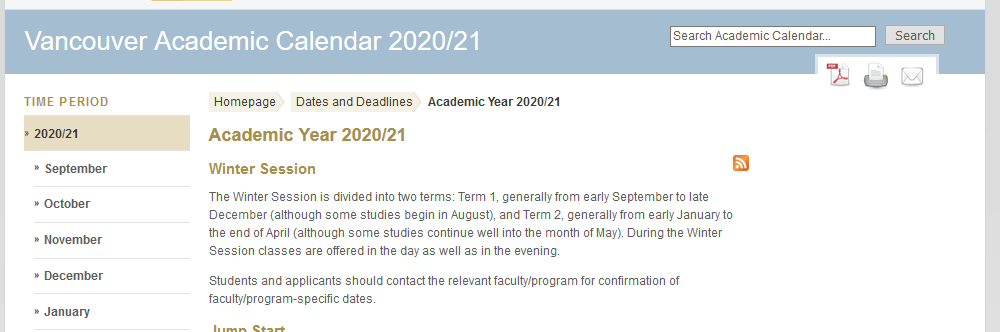 Vancouver Academic Calendar 2020/21
Search Academic Calendar...
Search
PDF
TIME PERIOD
» 2020/21
» September
» October
» November
» December
» January
Homepage
Dates and Deadlines
Academic Year 2020/21
Academic Year 2020/21
Winter Session
The Winter Session is divided into two terms: Term 1, generally from early September to late
December (although some studies begin in August), and Term 2, generally from early January to
the end of April (although some studies continue well into the month of May). During the Winter
Session classes are offered in the day as well as in the evening.
Students and applicants should contact the relevant faculty/program for confirmation of
faculty/program-specific dates.
Jump Start